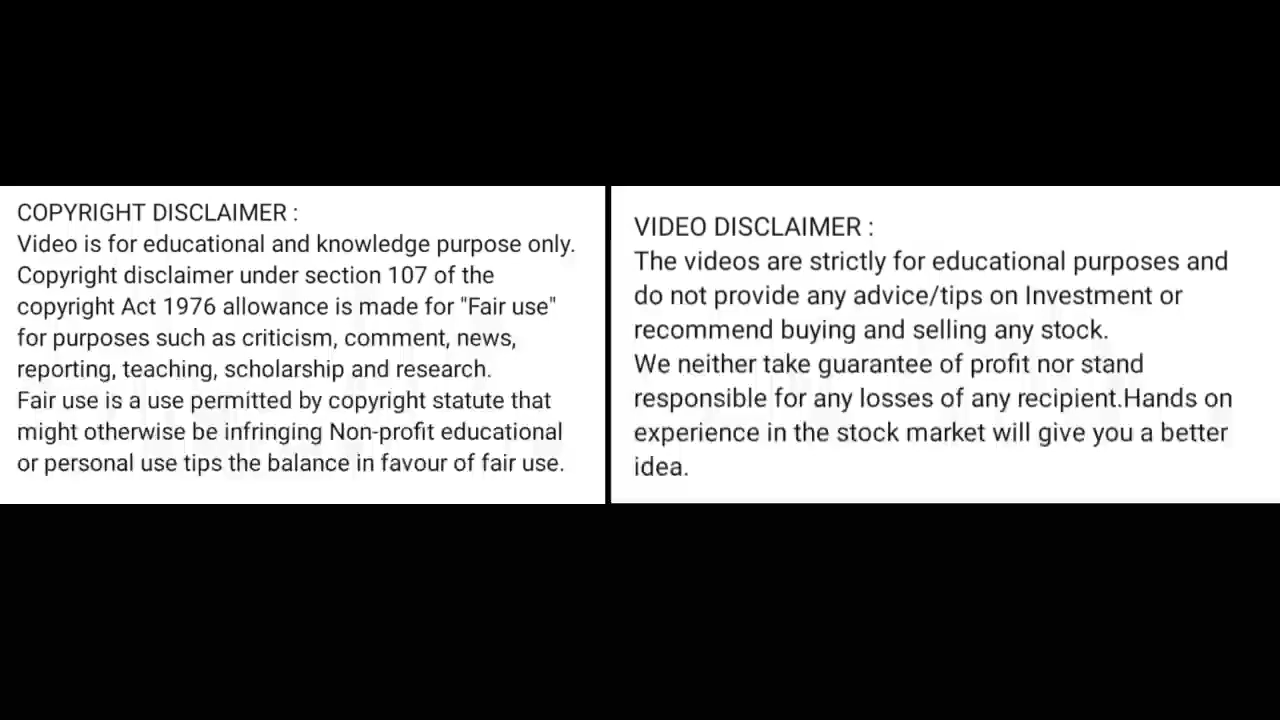 COPYRIGHT DISCLAIMER :
Video is for educational and knowledge purpose only.
Copyright disclaimer under section 107 of the
copyright Act 1976 allowance is made for "Fair use"
for purposes such as criticism, comment, news,
reporting, teaching, scholarship and research.
Fair use is a use permitted by copyright statute that
might otherwise be infringing Non-profit educational
or personal use tips the balance in favour of fair use.
VIDEO DISCLAIMER :
The videos are strictly for educational purposes and
do not provide any advice/tips on Investment or
recommend buying and selling any stock.
We neither take guarantee of profit nor stand
responsible for any losses of any recipient.Hands on
experience in the stock market will give you a better
idea.